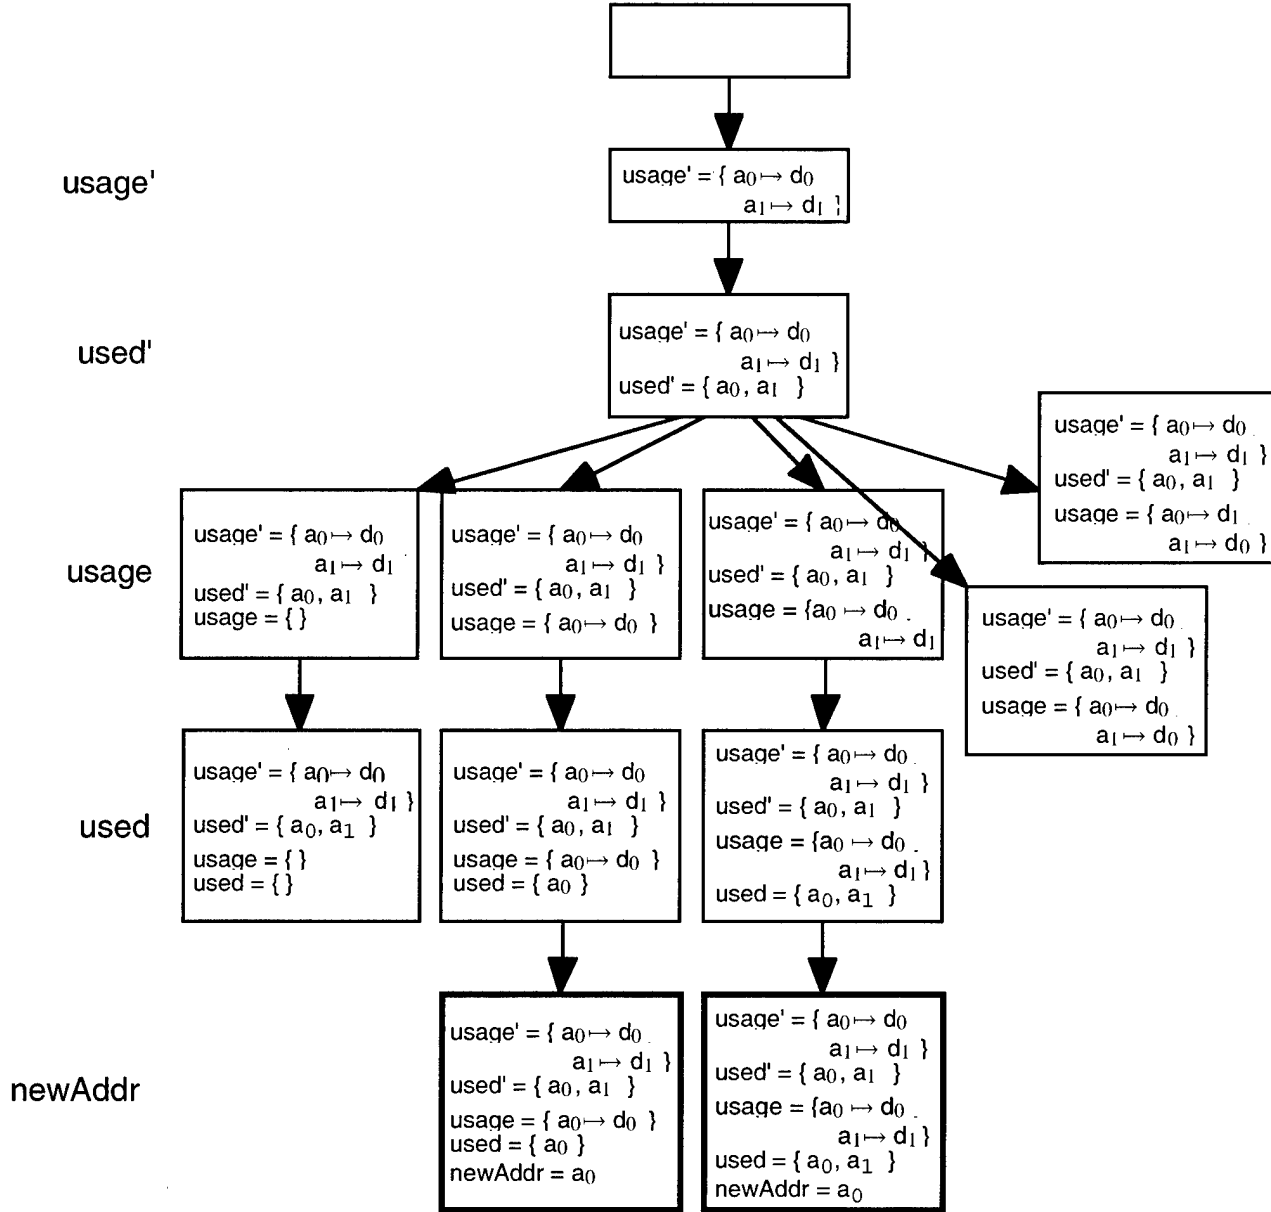 usage'
usage' = { a0 ↦ d0
a1 ↦ d1 }
used'
usage' = { a0 ↦ d0
a1 ↦ d1 }
used' = { a0, a1 }
usage' = { a0 ↦ d0
a1 ↦ d1 }
used' = { a0, a1 }
usage = { a0 ↦ d1
a1 ↦ d0 }
usage
usage' = { a0 ↦ d0
a1 ↦ d1
used' = { a0, a1 }
usage = { }
usage' = { a0 ↦ d0
a1 ↦ d1 }
used' = { a0, a1 }
usage = { a0 ↦ d0 }
usage' = { a0 ↦ d0
a1 ↦ d1 }
used' = { a0, a1 }
usage = {a0 ↦ d0
a1 ↦ d1
usage' = { a0 ↦ d0
a1 ↦ d1 }
used' = { a0, a1 }
usage = { a0 ↦ d0
a1 ↦ d0 }
used
usage' = { a0 ↦ d0
a1 ↦ d1 }
used' = { a0, a1 }
usage = { }
used = { }
usage' = { a0 ↦ d0
a1 ↦ d1 }
used' = { a0, a1 }
usage = { a0 ↦ d0 }
used = { a0 }
usage' = { a0 ↦ d0
a1 ↦ d1 }
used' = { a0, a1 }
usage = {a0 ↦ d0
a1 ↦ d1}
used = { a0, a1 }
newAddr
usage' = { a0 ↦ d0
a1 ↦ d1 }
used' = { a0, a1 }
usage = { a0 ↦ d0 }
used = { a0 }
newAddr = a0
usage' = { a0 ↦ d0
a1 ↦ d1 }
used' = { a0, a1 }
usage = {a0 ↦ d0
a1 ↦ d1}
used = { a0, a1 }
newAddr = a0